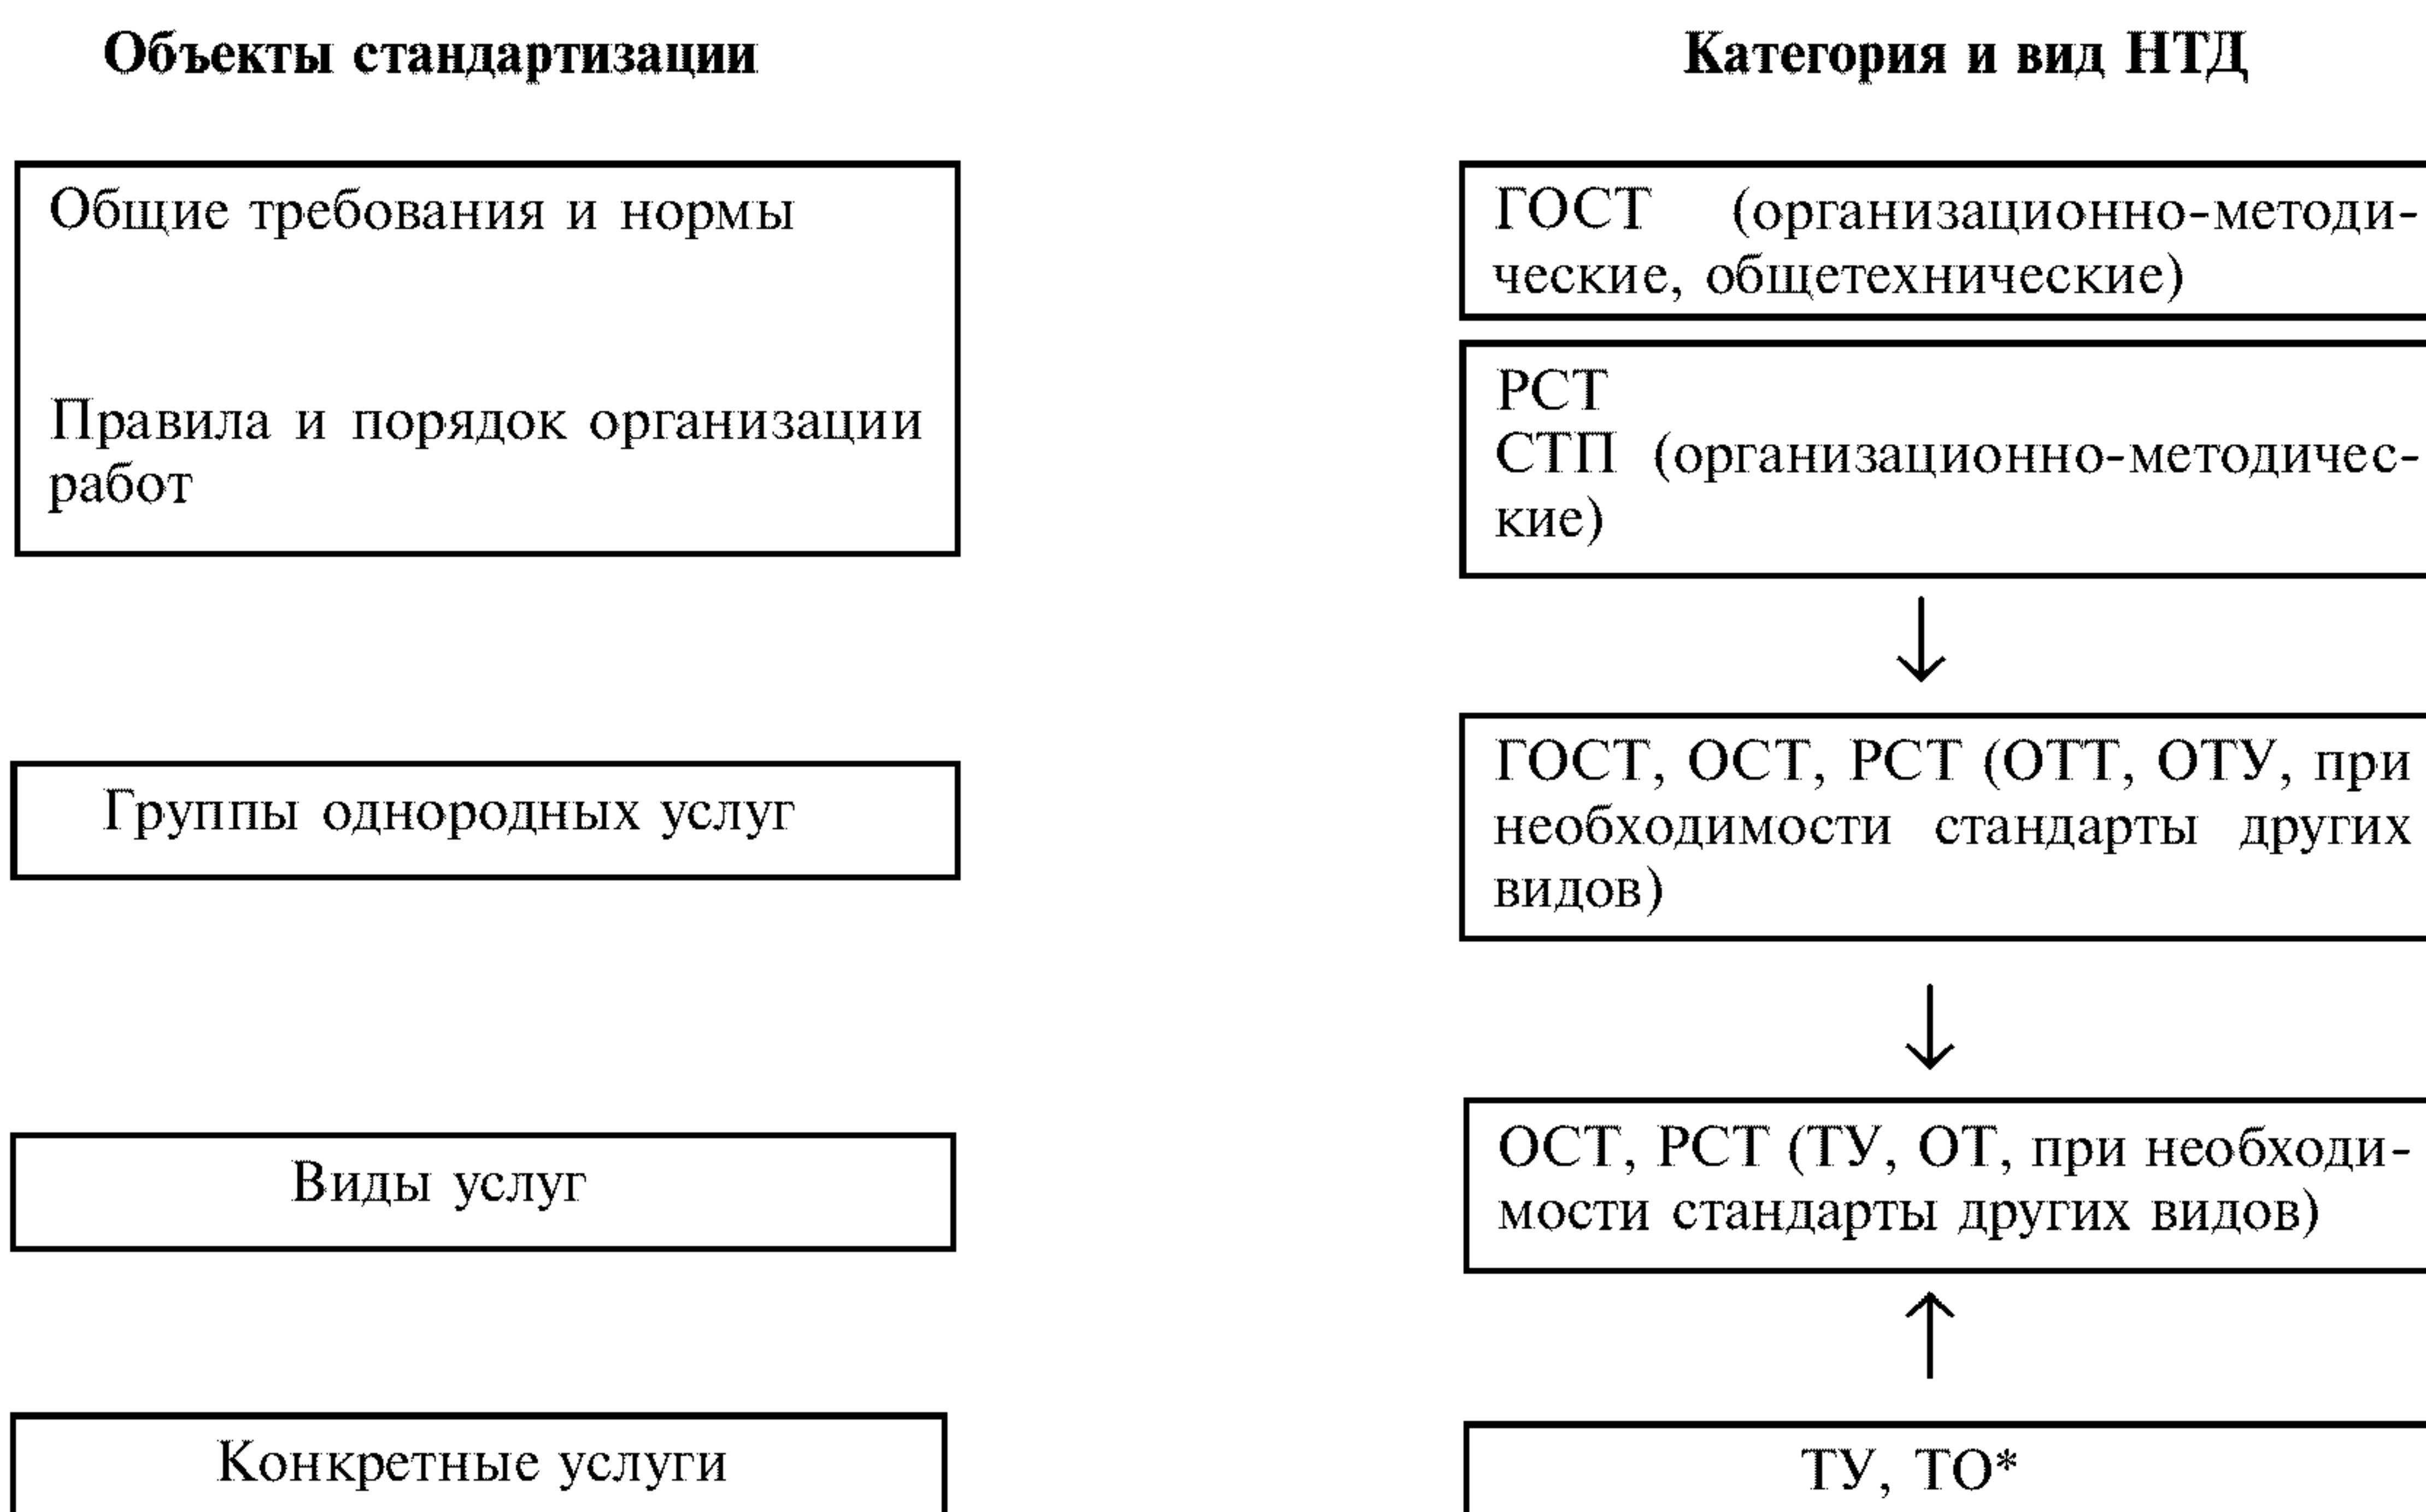 Объекты стандартизации
Категория и вид НТД
Общие требования и нормы
Правила и порядок организации
работ
ГОСТ (организационно-методи-
ческие, общетехнические)
РСТ
СТП (организационно-методичес-
кие)
Группы однородных услуг
ГОСТ, ОСТ, РСТ (ОТТ, ОТУ, при
необходимости стандарты других
видов)
Виды услуг
ОСТ, РСТ (ТУ, ОТ, при необходи-
мости стандарты других видов)
Конкретные услуги
ТУ, ТО*